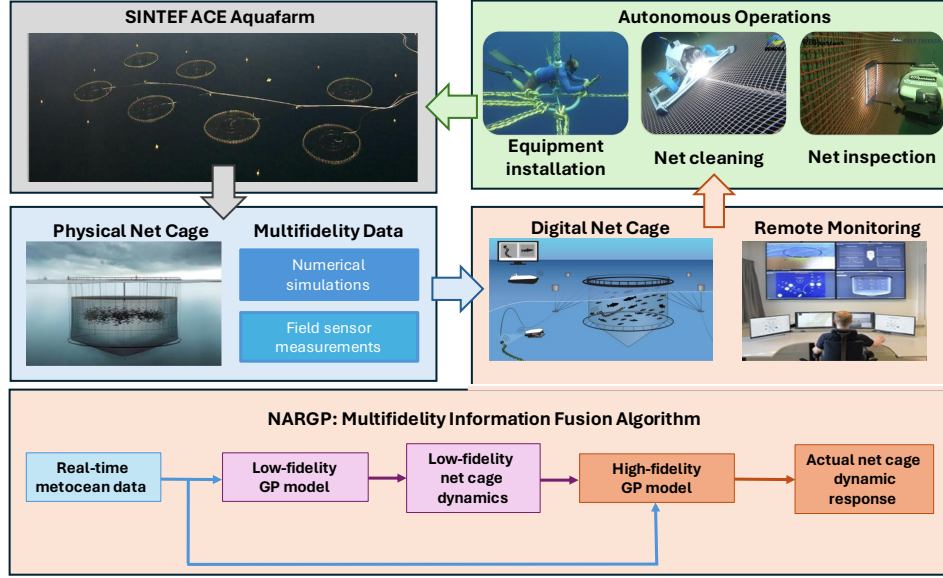 SINTEF ACE Aquafarm
Autonomous Operations
Equipment
installation
Net cleaning
Net inspection
Physical Net Cage
Multifidelity Data
Numerical
simulations
Field sensor
measurements
Digital Net Cage
Remote Monitoring
NARGP: Multifidelity Information Fusion Algorithm
Real-time
metocean data
Low-fidelity
GP model
Low-fidelity
net cage
dynamics
High-fidelity
GP model
Actual net cage
dynamic
response